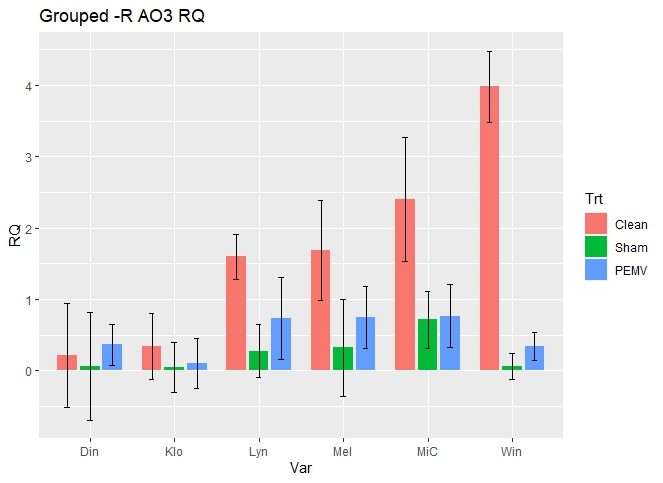 Grouped -R AO3 RQ
RQ
4
3
2
1
0
Din Klo Lyn Mel MiC Win
Var
Trt
Clean
Sham
PEMV